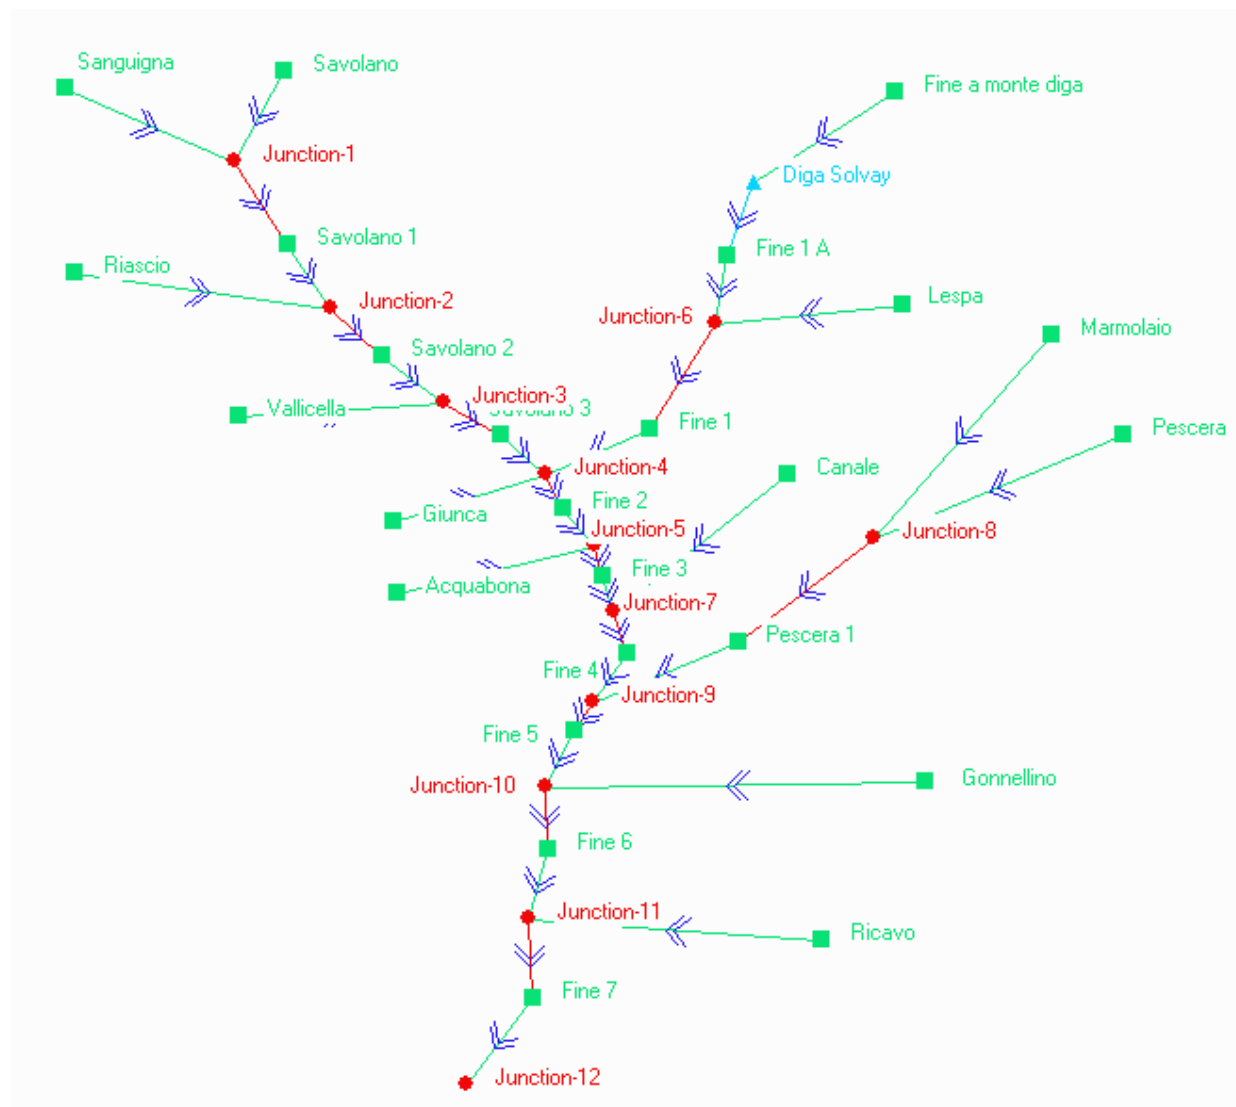 Sanguigna
Savolano
Fine a monte diga
Junction-1
Diga Solvay
Savolano 1
Fine 1 A
Riascio
Junction-2
Lespa
Junction-6
Marmolaio
Savolano 2
Junction-3
Vallicella
Savolano 3
Fine 1
Pescera
Junction-4
Canale
Fine 2
Giunca
Junction-5
Junction-8
Fine 3
Acquabona
Junction-7
Pescera 1
Fine 4
Junction-9
Fine 5
Junction-10
Gonnellino
Fine 6
Junction-11
Ricavo
Fine 7
Junction-12